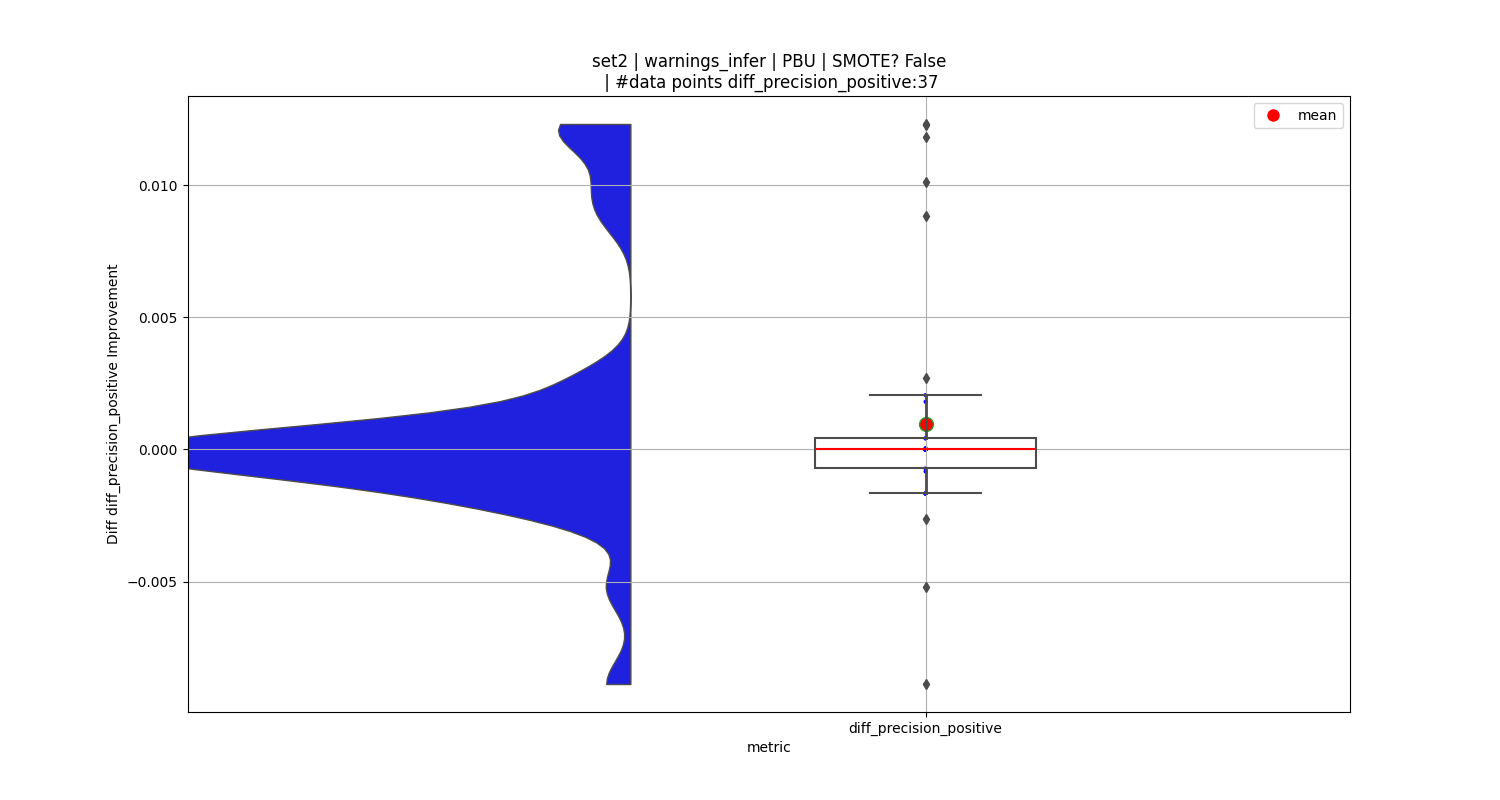 set2 | warnings_infer | PBU | SMOTE? False
| #data points diff_precision_positive:37
mean
Diff diff_precision_positive Improvement
0.010
0.005
0.000
−0.005
diff_precision_positive
metric